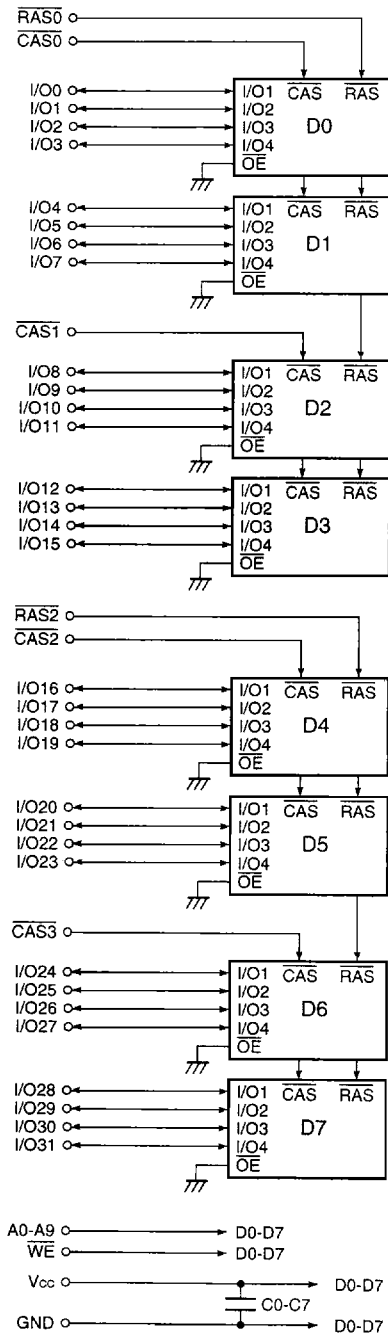 RAS0
CAS0
I/O0 I/O1 CAS RAS
I/O1 I/O2
I/O2 I/O3 D0
I/O3 I/O4
OE
I/O4 I/O1 CAS RAS
I/O5 I/O2
I/O6 I/O3 D1
I/O7 I/O4
OE
CAS1
I/O8 I/O1 CAS RAS
I/O9 I/O2
I/O10 I/O3 D2
I/O11 I/O4
OE
I/O12 I/O1 CAS RAS
I/O13 I/O2
I/O14 I/O3 D3
I/O15 I/O4
OE
RAS2
CAS2
I/O16 I/O1 CAS RAS
I/O17 I/O2
I/O18 I/O3 D4
I/O19 I/O4
OE
I/O20 I/O1 CAS RAS
I/O21 I/O2
I/O22 I/O3 D5
I/O23 I/O4
OE
CAS3
I/O24 I/O1 CAS RAS
I/O25 I/O2
I/O26 I/O3 D6
I/O27 I/O4
OE
I/O28 I/O1 CAS RAS
I/O29 I/O2
I/O30 I/O3 D7
I/O31 I/O4
OE
A0-A9 D0-D7
WE D0-D7
Vcc D0-D7
C0-C7
GND D0-D7